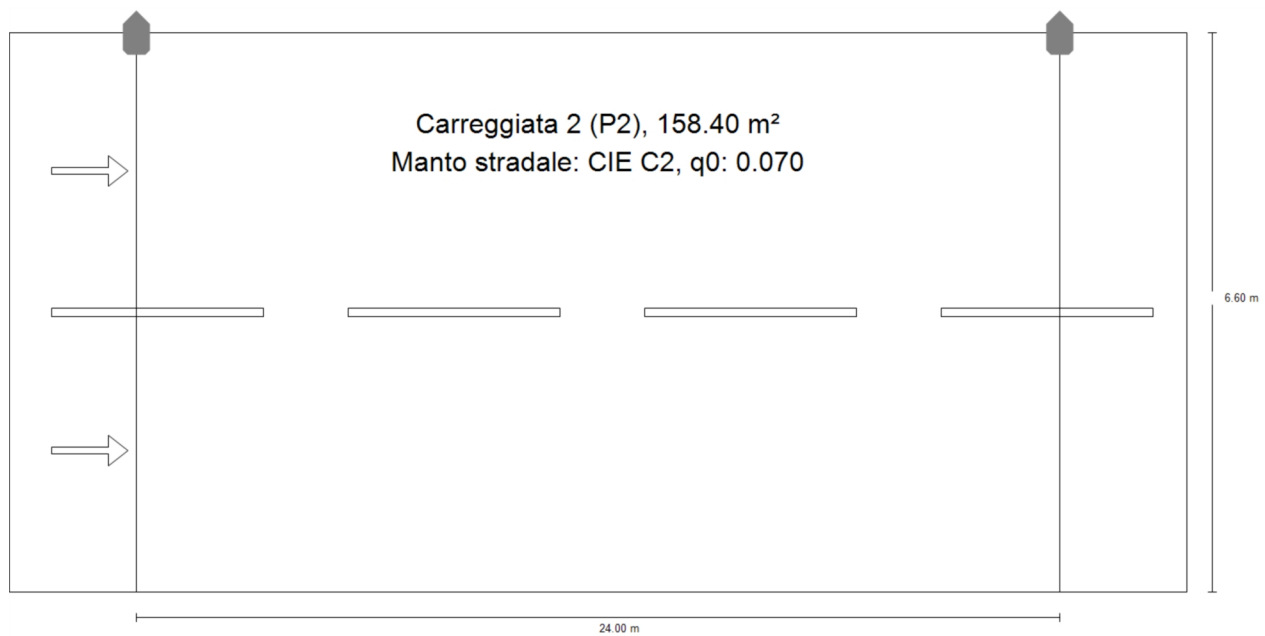 Carreggiata 2 (P2), 158.40 m²
Manto stradale: CIE C2, q0: 0.070
6.60 m
24.00 m